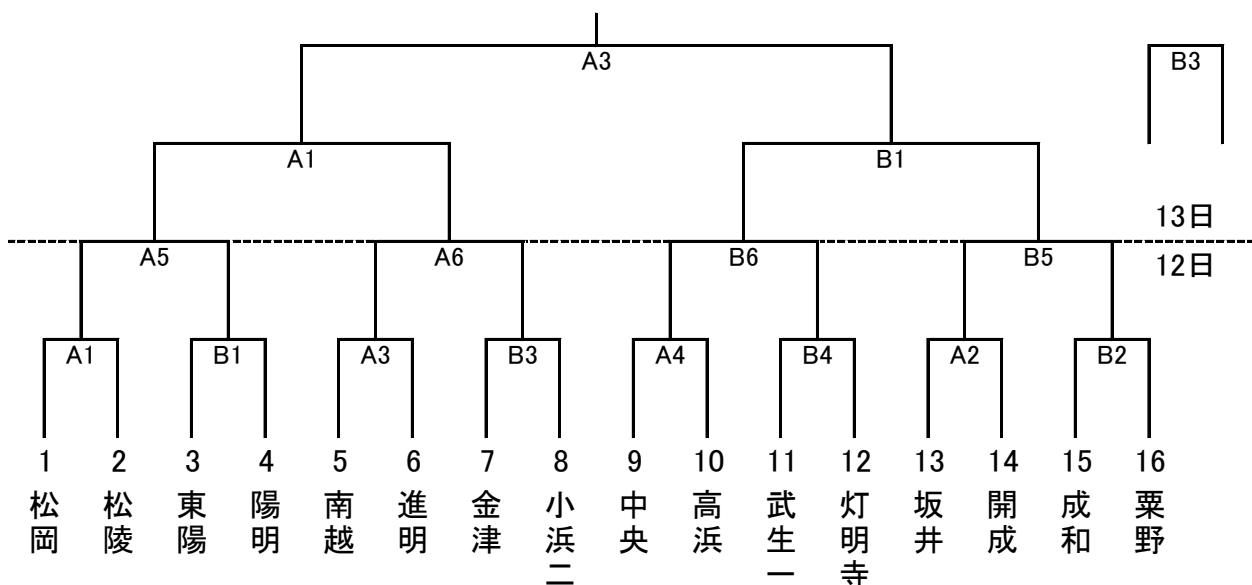 A3
B3
A1
B1
13日
A5
A6
B6
B5
12日
A1
B1
A3
B3
A4
B4
A2
B2
1
2
3
4
5
6
7
8
9
10
11
12
13
14
15
16
松岡
松陵
東陽
陽明
南越
進明
金津
小浜二
中央
高浜
武生一
灯明寺
坂井
開成
成和
粟野